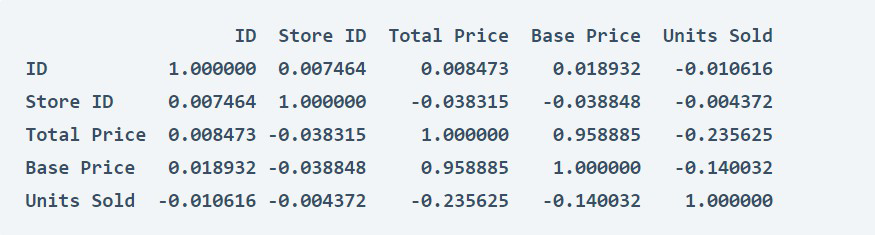 ID Store ID Total Price Base Price Units Sold
ID 1.000000 0.007464 0.008473 0.018932 -0.010616
Store ID 0.007464 1.000000 -0.038315 -0.038848 -0.004372
Total Price 0.008473 -0.038315 1.000000 0.958885 -0.235625
Base Price 0.018932 -0.038848 0.958885 1.000000 -0.140032
Units Sold -0.010616 -0.004372 -0.235625 -0.140032 1.000000